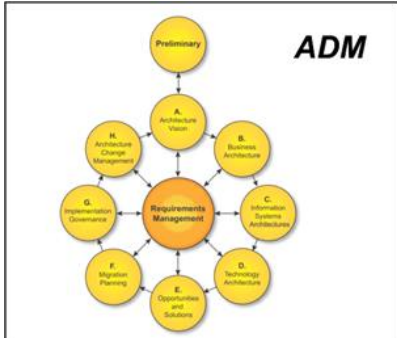 Preliminary
ADM
A.
Architecture
Vision
H.
Architecture
Change
Management
B.
Business
Architecture
G.
Implementation
Governance
Requirements
Management
C.
Information
Systems
Architectures
F.
Migration
Planning
D.
Technology
Architecture
E.
Opportunities
and
Solutions